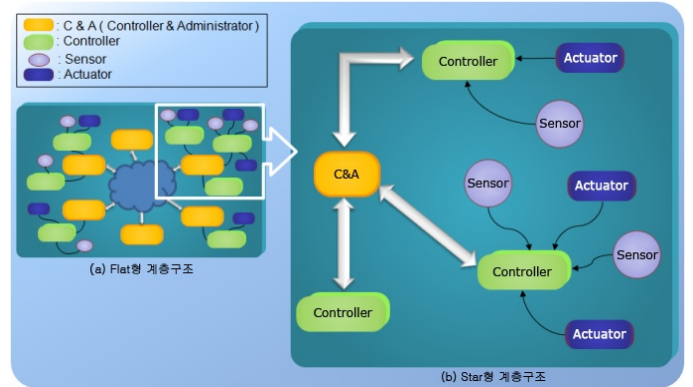 : C & A ( Controller & Administrator )
: Controller
: Sensor
: Actuator
(a) Flat형 계층구조
Controller
Actuator
Sensor
C&A
Sensor
Actuator
Sensor
Controller
Controller
Actuator
(b) Star형 계층구조